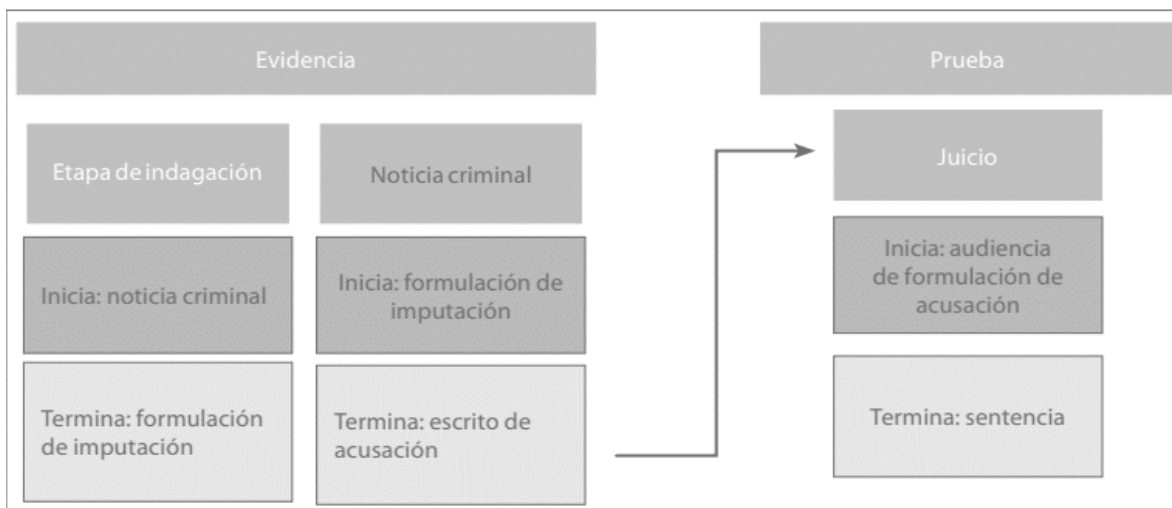 Evidencia
Prueba
Etapa de indagación
Noticia criminal
Juicio
Inicia: noticia criminal
Inicia: formulación de
imputación
Inicia: audiencia
de formulación de
acusación
Termina: formulación
de imputación
Termina: escrito de
acusación
Termina: sentencia